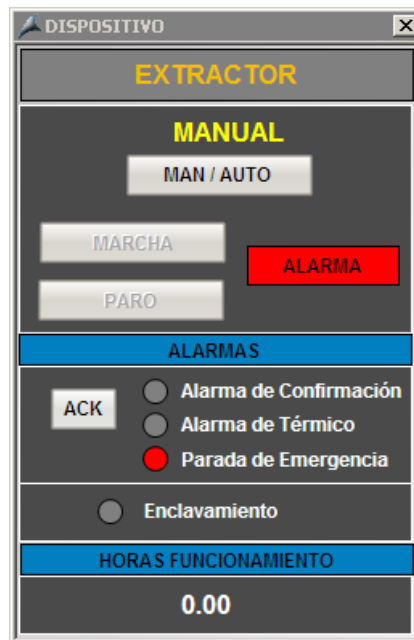 DISPOSITIVO
EXTRACTOR
MANUAL
MAN / AUTO
MARCHA
ALARMA
PARO
ALARMAS
ACK
Alarma de Confirmación
Alarma de Térmico
Parada de Emergencia
Enclavamiento
HORAS FUNCIONAMIENTO
0.00